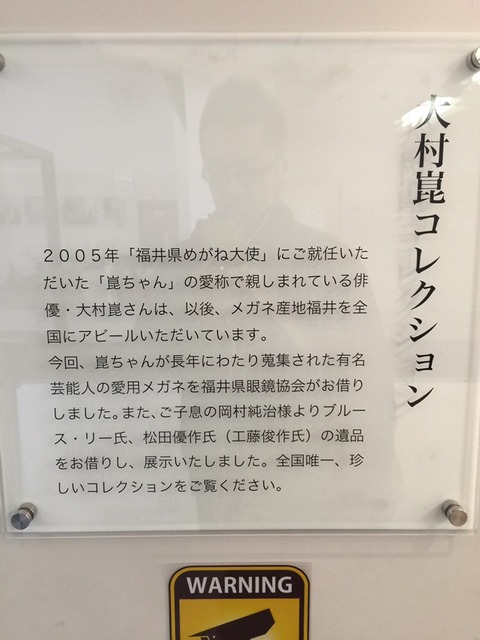 大村崑コレクション
2005年「福井県めがね大使」にご就任いた
だいた「崑ちゃん」の愛称で親しまれている俳
優・大村崑さんは、以後、メガネ産地福井を全
国にアピールいただいています。
今回、崑ちゃんが長年にわたり蒐集された有名
芸能人の愛用メガネを福井県眼鏡協会がお借り
しました。また、ご子息の岡村純治様よりブルー
ス・リー氏、松田優作氏（工藤俊作氏）の遺品
をお借りし、展示いたしました。全国唯一、珍
しいコレクションをご覧ください。
WARNING